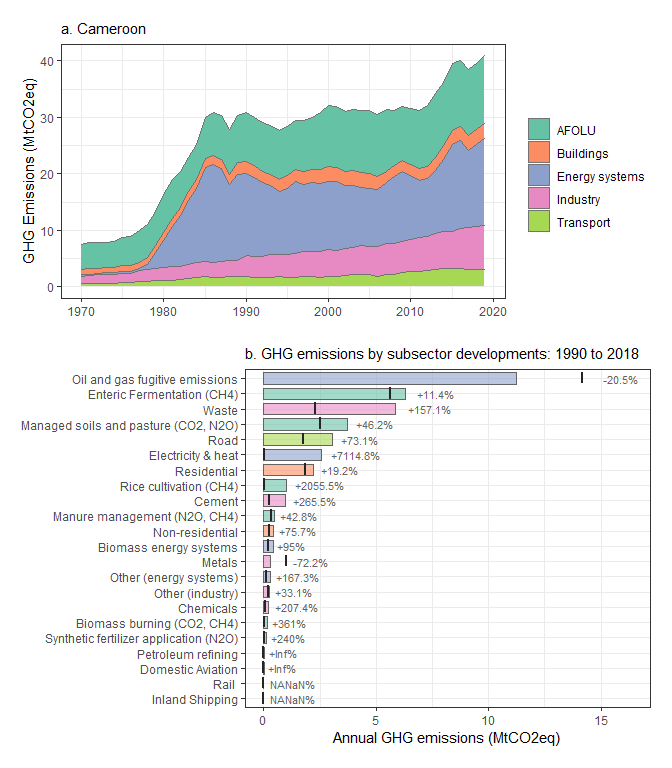 a. Cameroon
GHG Emissions (MtCO2eq)
40
30
20
10
0
1970
1980
1990
2000
2010
2020
AFOLU
Buildings
Energy systems
Industry
Transport
b. GHG emissions by subsector developments: 1990 to 2018
Oil and gas fugitive emissions -20.5%
Enteric Fermentation (CH4) +11.4%
Waste +157.1%
Managed soils and pasture (CO2, N2O) +46.2%
Road +73.1%
Electricity & heat +7114.8%
Residential +19.2%
Rice cultivation (CH4) +2055.5%
Cement +265.5%
Manure management (N2O, CH4) +42.8%
Non-residential +75.7%
Biomass energy systems +95%
Metals -72.2%
Other (energy systems) +167.3%
Other (industry) +33.1%
Chemicals +207.4%
Biomass burning (CO2, CH4) +361%
Synthetic fertilizer application (N2O) +240%
Petroleum refining +Inf%
Domestic Aviation +Inf%
Rail NANaN%
Inland Shipping NANaN%
0
5
10
15
Annual GHG emissions (MtCO2eq)